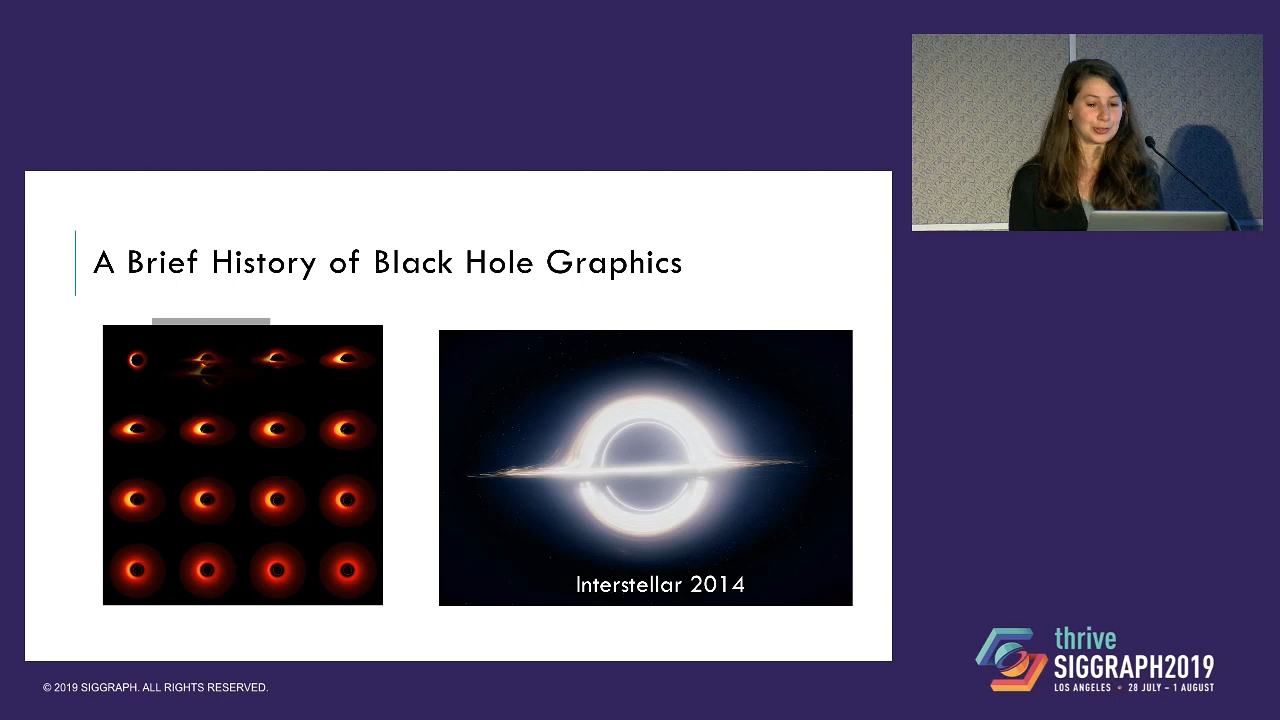 A Brief History of Black Hole Graphics
Interstellar 2014
thrive
SIGGRAPH2019
LOS ANGELES • 28 JULY – 1 AUGUST
© 2019 SIGGRAPH. ALL RIGHTS RESERVED.